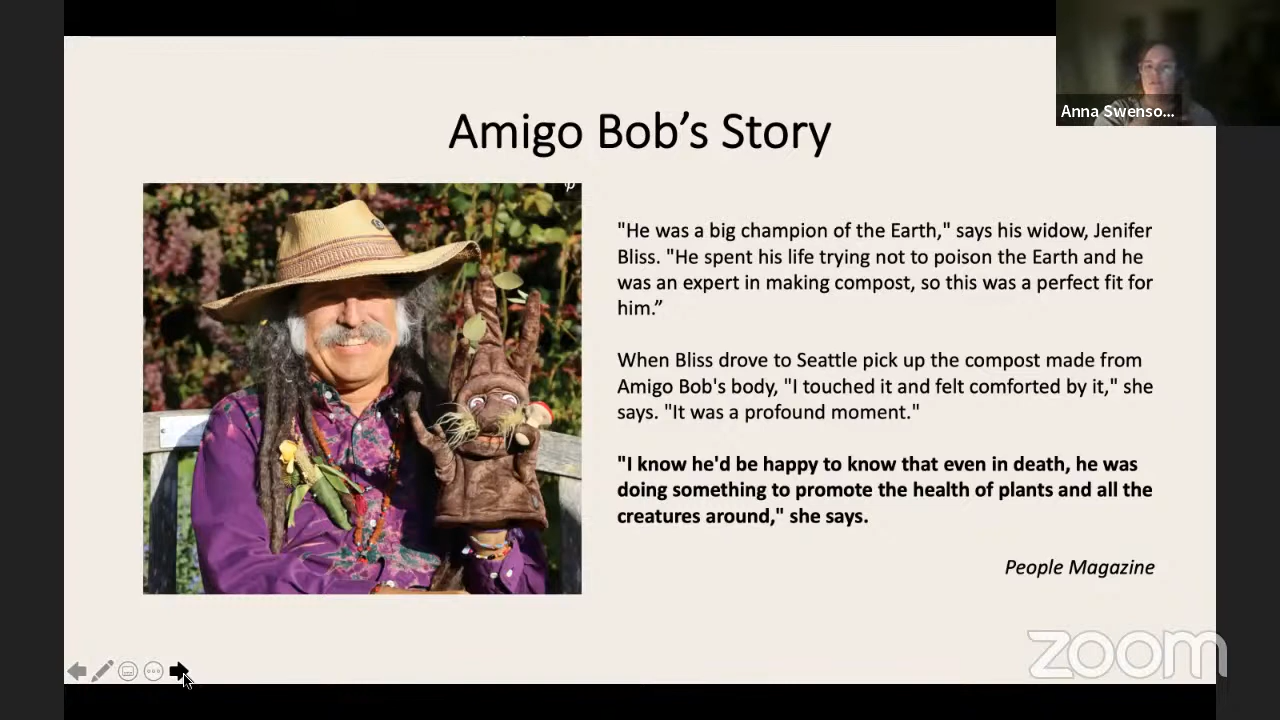 Anna Swenso...
Amigo Bob’s Story
"He was a big champion of the Earth," says his widow, Jenifer
Bliss. "He spent his life trying not to poison the Earth and he
was an expert in making compost, so this was a perfect fit for
him.”
When Bliss drove to Seattle pick up the compost made from
Amigo Bob's body, "I touched it and felt comforted by it," she
says. "It was a profound moment."
"I know he'd be happy to know that even in death, he was
doing something to promote the health of plants and all the
creatures around," she says.
People Magazine
zoom